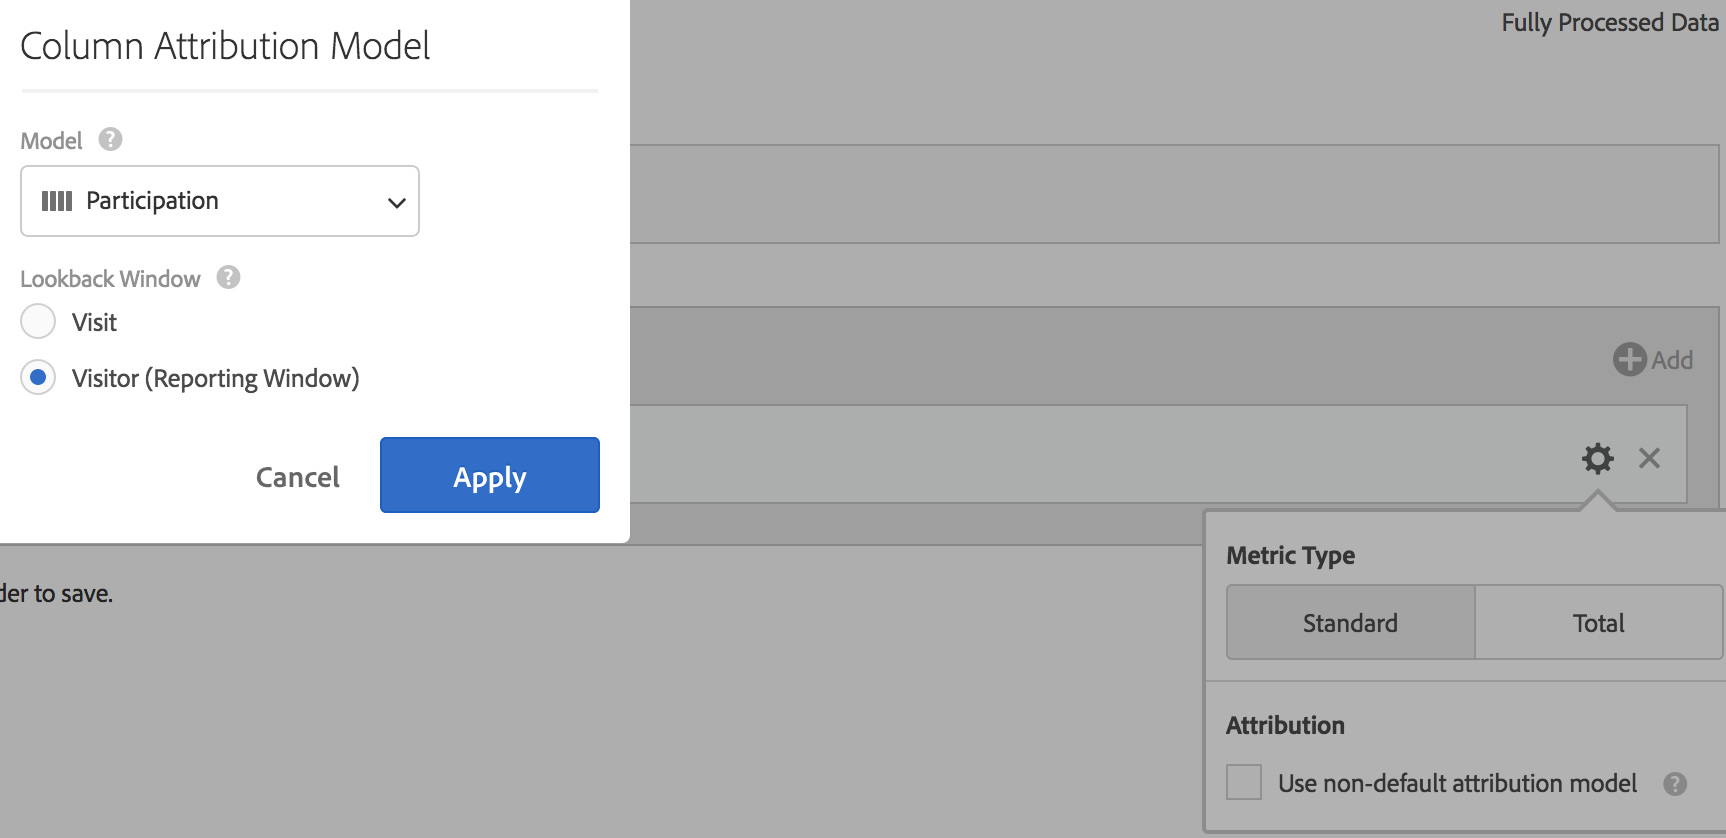 Column Attribution Model
Fully Processed Data
Model ?
Participation
Lookback Window ?
Visit
Visitor (Reporting Window)
Add
Cancel
Apply
Metric Type
to save.
Standard
Total
Attribution
Use non-default attribution model ?